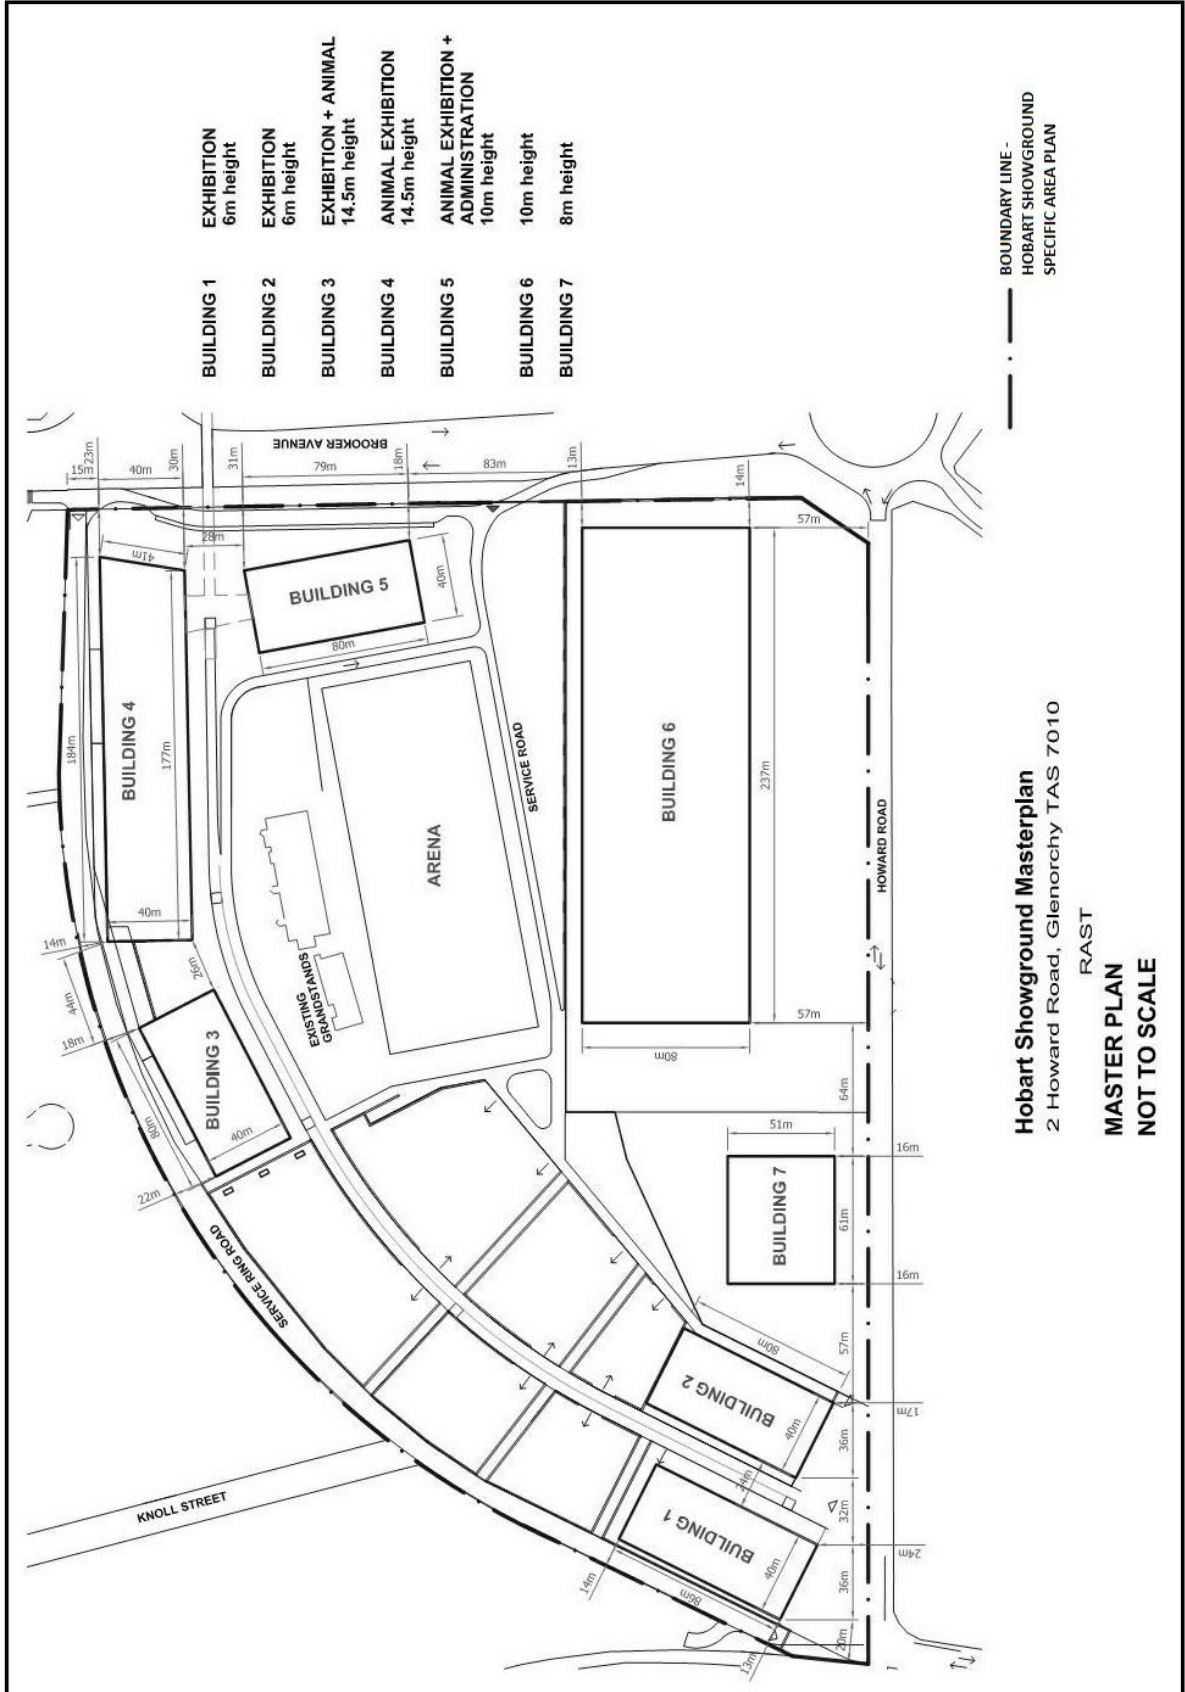 BUILDING 1
EXHIBITION
6m height
BUILDING 2
EXHIBITION
6m height
BUILDING 3
EXHIBITION + ANIMAL
14.5m height
BUILDING 4
ANIMAL EXHIBITION
14.5m height
BUILDING 5
ANIMAL EXHIBITION +
ADMINISTRATION
10m height
BUILDING 6
10m height
BUILDING 7
8m height
BOUNDARY LINE -
HOBART SHOWGROUND
SPECIFIC AREA PLAN
BROOKER AVENUE
15m
23m
40m
30m
31m
79m
18m
83m
13m
14m
57m
28m
41m
BUILDING 5
40m
80m
BUILDING 4
184m
177m
40m
14m
44m
18m
26m
BUILDING 3
80m
40m
22m
EXISTING
GRANDSTANDS
ARENA
SERVICE ROAD
BUILDING 6
237m
80m
57m
HOWARD ROAD
64m
51m
16m
BUILDING 7
61m
16m
57m
SERVICE RING ROAD
KNOLL STREET
BUILDING 2
80m
40m
17m
36m
24m
32m
BUILDING 1
40m
86m
14m
24m
36m
20m
13m
Hobart Showground Masterplan
2 Howard Road, Glenorchy TAS 7010
RAST
MASTER PLAN
NOT TO SCALE